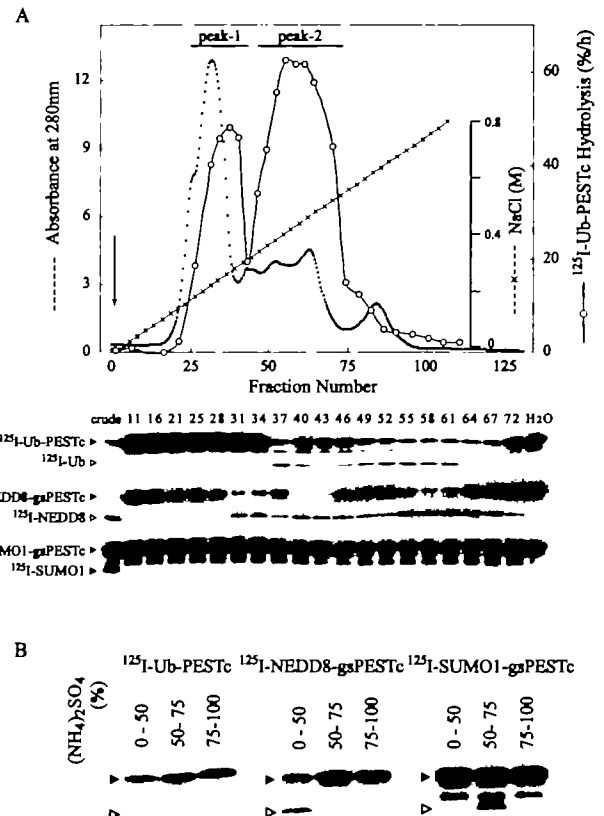 A
peak-1 peak-2
Absorbance at 280nm
12
9
6
3
0
0.8
0.4
0
NaCl (M)
60
40
20
0
125I-Ub-PESTc Hydrolysis (%/h)
0 25 50 75 100 125
Fraction Number
crude 11 16 21 25 28 31 34 37 40 43 46 49 52 55 58 61 64 67 72 H2O
125I-Ub-PESTc
125I-Ub
EDD8-gsPESTc
125I-NEDD8
UMO1-gsPESTc
125I-SUMO1
B
125I-Ub-PESTc 125I-NEDD8-gsPESTc 125I-SUMO1-gsPESTc
(NH4)2SO4
(%)
0 - 50 50-75 75-100 0 - 50 50-75 75-100 0 - 50 50-75 75-100